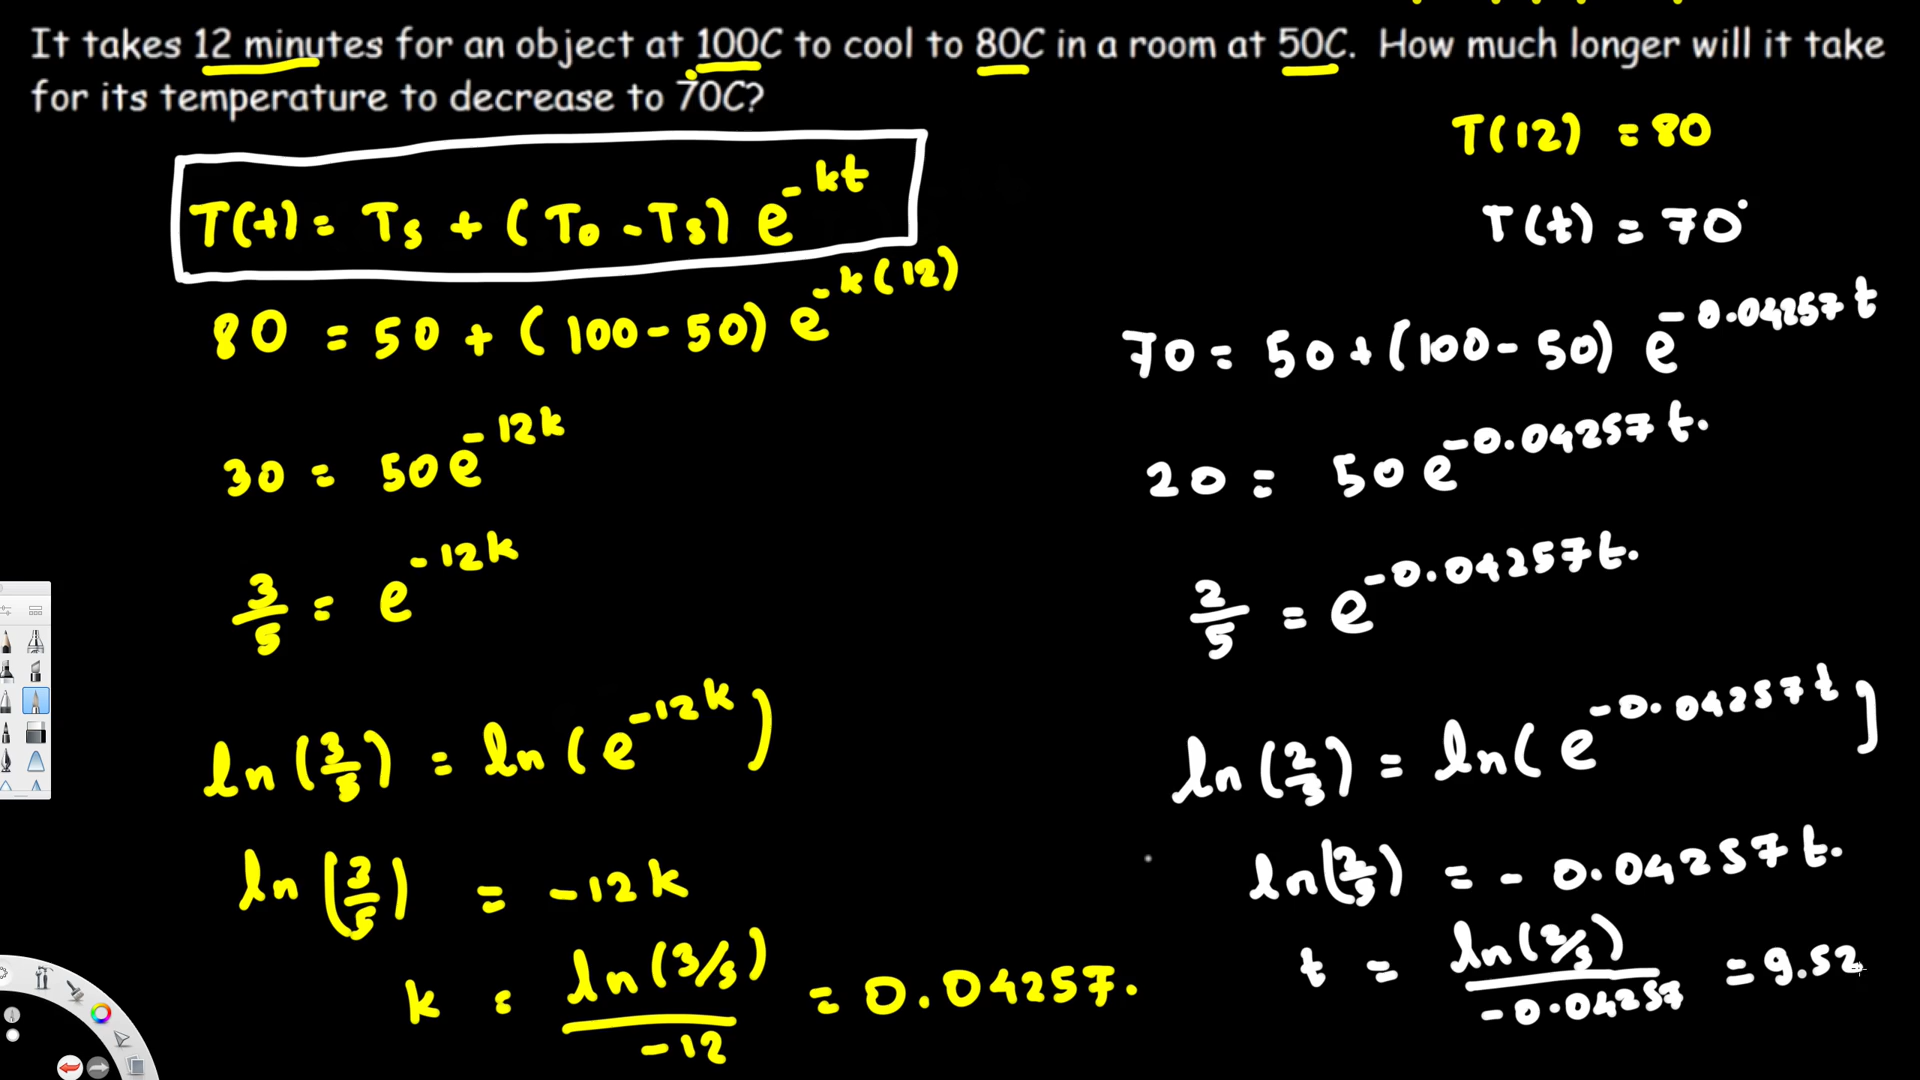 It takes 12 minutes for an object at 100C to cool to 80C in a room at 50C. How much longer will it take
for its temperature to decrease to 70C?
T(t) = Ts + (To - Ts) e^-kt
80 = 50 + (100 - 50) e^-k(12)
30 = 50e^-12k
3/5 = e^-12k
ln(3/5) = ln(e^-12k)
ln(3/5) = -12k
k = ln(3/5)/-12 = 0.04257.
T(12) = 80
T(t) = 70°
70 = 50 + (100 - 50) e^-0.04257t
20 = 50e^-0.04257t.
2/5 = e^-0.04257t.
ln(2/5) = ln(e^-0.04257t)
ln(2/5) = -0.04257t.
t = ln(2/5)/-0.04257 = 9.52